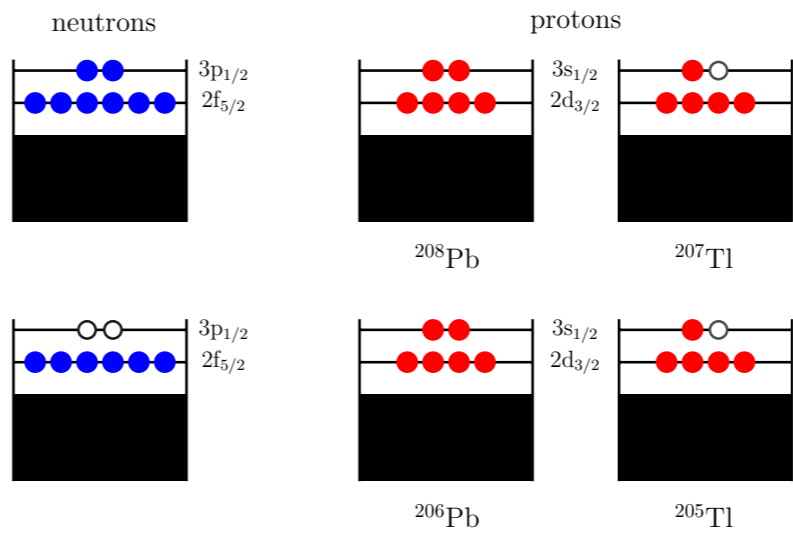 neutrons protons
3p1/2 3s1/2
2f5/2 2d3/2
208Pb 207Tl
3p1/2 3s1/2
2f5/2 2d3/2
206Pb 205Tl